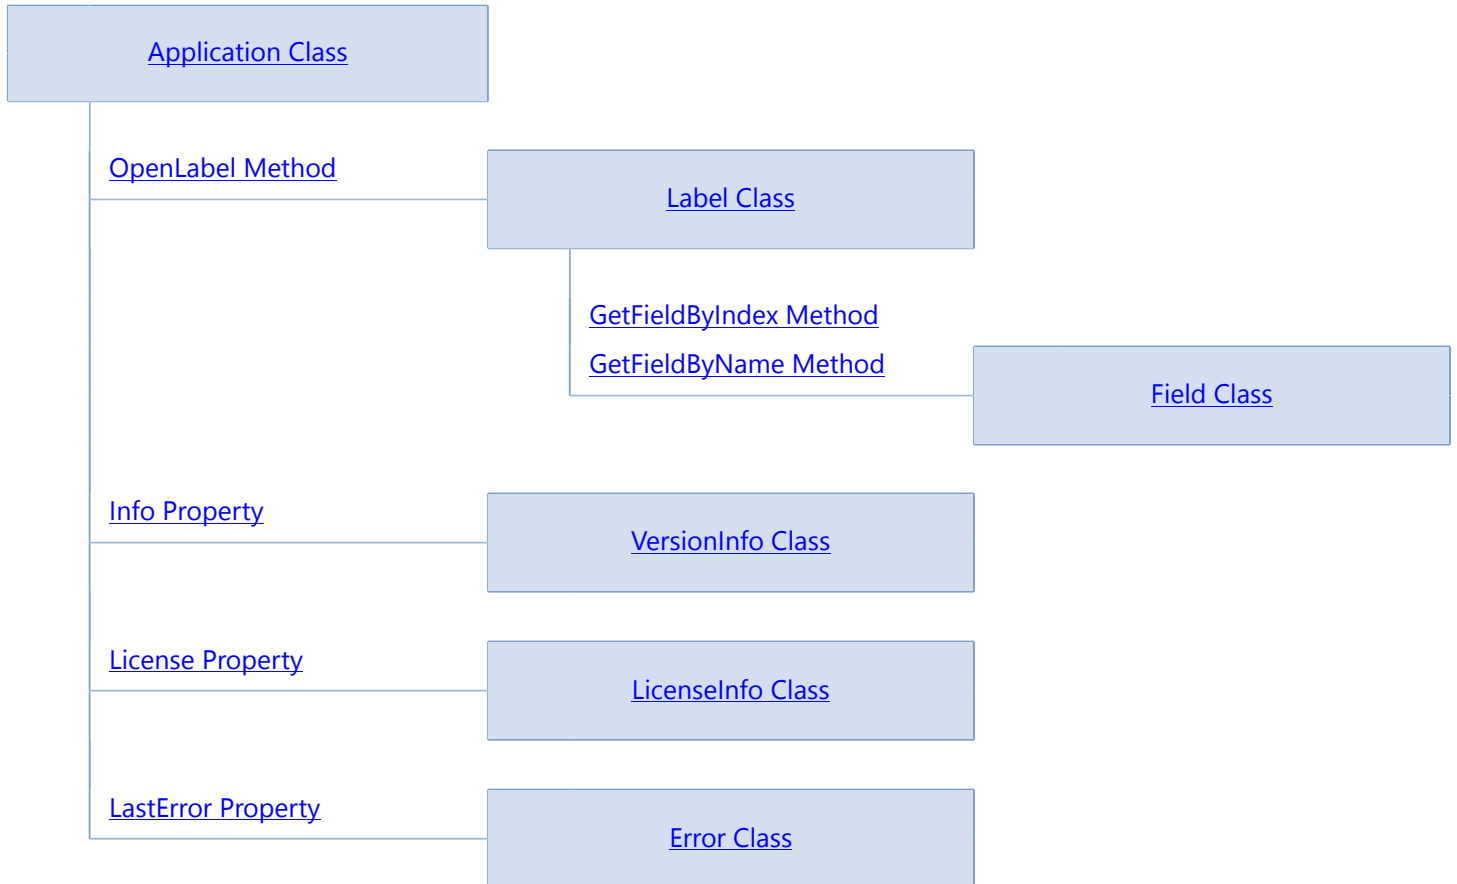 Application Class
OpenLabel Method
Label Class
GetFieldByIndex Method
GetFieldByName Method
Field Class
Info Property
VersionInfo Class
License Property
LicenseInfo Class
LastError Property
Error Class